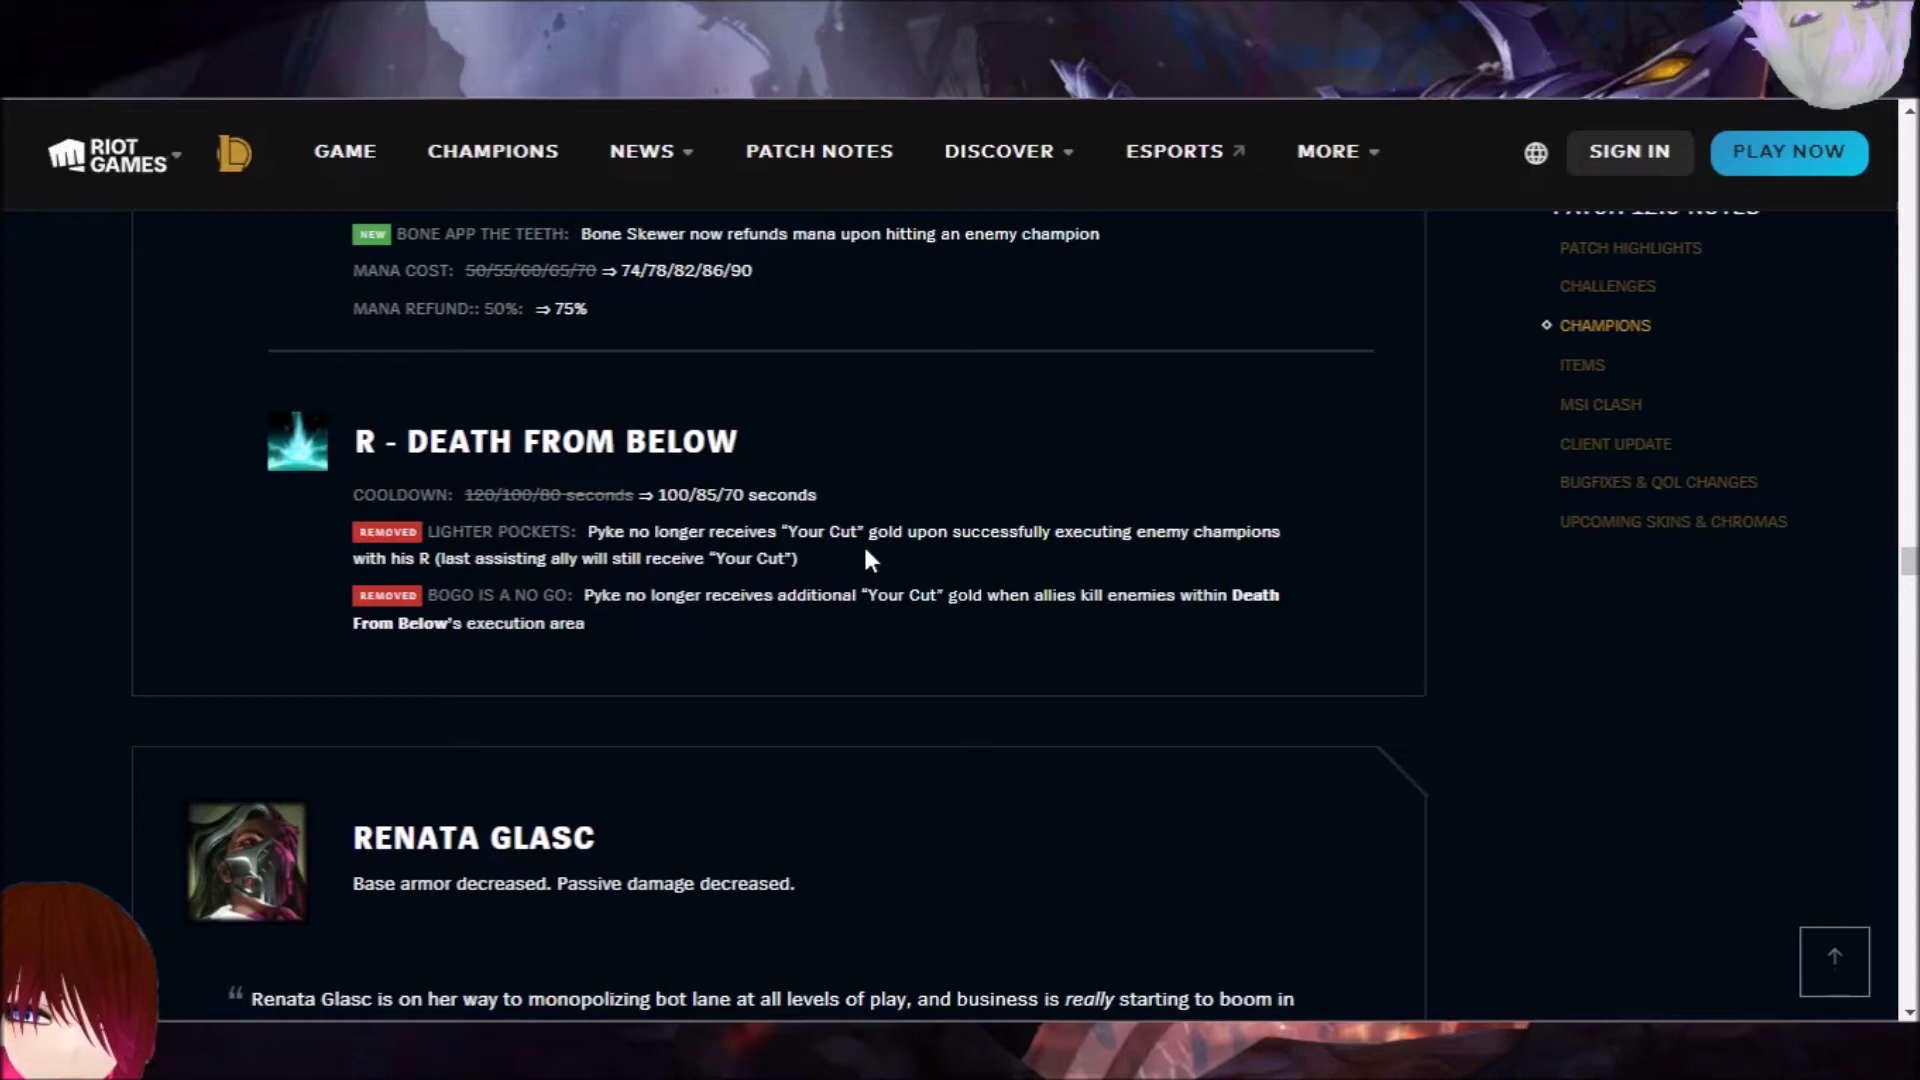 RIOT
GAMES
GAME
CHAMPIONS
NEWS
PATCH NOTES
DISCOVER
ESPORTS
MORE
SIGN IN
PLAY NOW
NEW BONE APP THE TEETH: Bone Skewer now refunds mana upon hitting an enemy champion
MANA COST: 50/55/60/65/70 ⇒ 74/78/82/86/90
MANA REFUND:: 50%: ⇒ 75%
R - DEATH FROM BELOW
COOLDOWN: 120/100/80 seconds ⇒ 100/85/70 seconds
REMOVED LIGHTER POCKETS: Pyke no longer receives “Your Cut” gold upon successfully executing enemy champions
with his R (last assisting ally will still receive “Your Cut”)
REMOVED BOGO IS A NO GO: Pyke no longer receives additional “Your Cut” gold when allies kill enemies within Death
From Below's execution area
RENATA GLASC
Base armor decreased. Passive damage decreased.
“ Renata Glasc is on her way to monopolizing bot lane at all levels of play, and business is really starting to boom in
PATCH HIGHLIGHTS
CHALLENGES
CHAMPIONS
ITEMS
MSI CLASH
CLIENT UPDATE
BUGFIXES & QOL CHANGES
UPCOMING SKINS & CHROMAS